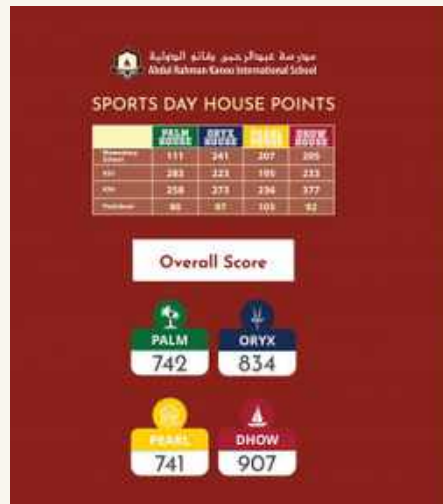 مدرسة عبدالرحمن كانو الدولية
Abdul Rahman Kanoo International School
SPORTS DAY HOUSE POINTS
PALM HOUSE ORYX HOUSE PEARL HOUSE DHOW HOUSE
Elementary School 111 241 207 205
283 223 195 233
258 273 236 377
90 97 103 92
Overall Score
PALM ORYX
742 834
PEARL DHOW
741 907